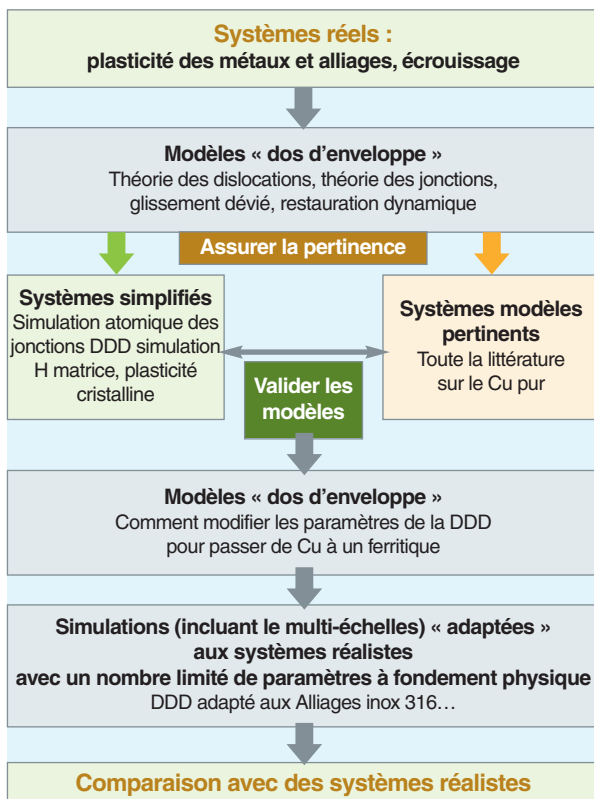 Systèmes réels :
plasticité des métaux et alliages, écrouissage
Modèles « dos d'enveloppe »
Théorie des dislocations, théorie des jonctions,
glissement dévié, restauration dynamique
Assurer la pertinence
Systèmes simplifiés
Simulation atomique des
jonctions DDD simulation
H matrice, plasticité
cristalline
Systèmes modèles
pertinents
Toute la littérature
sur le Cu pur
Valider les
modèles
Modèles « dos d'enveloppe »
Comment modifier les paramètres de la DDD
pour passer de Cu à un ferritique
Simulations (incluant le multi-échelles) « adaptées »
aux systèmes réalistes
avec un nombre limité de paramètres à fondement physique
DDD adapté aux Alliages inox 316…
Comparaison avec des systèmes réalistes